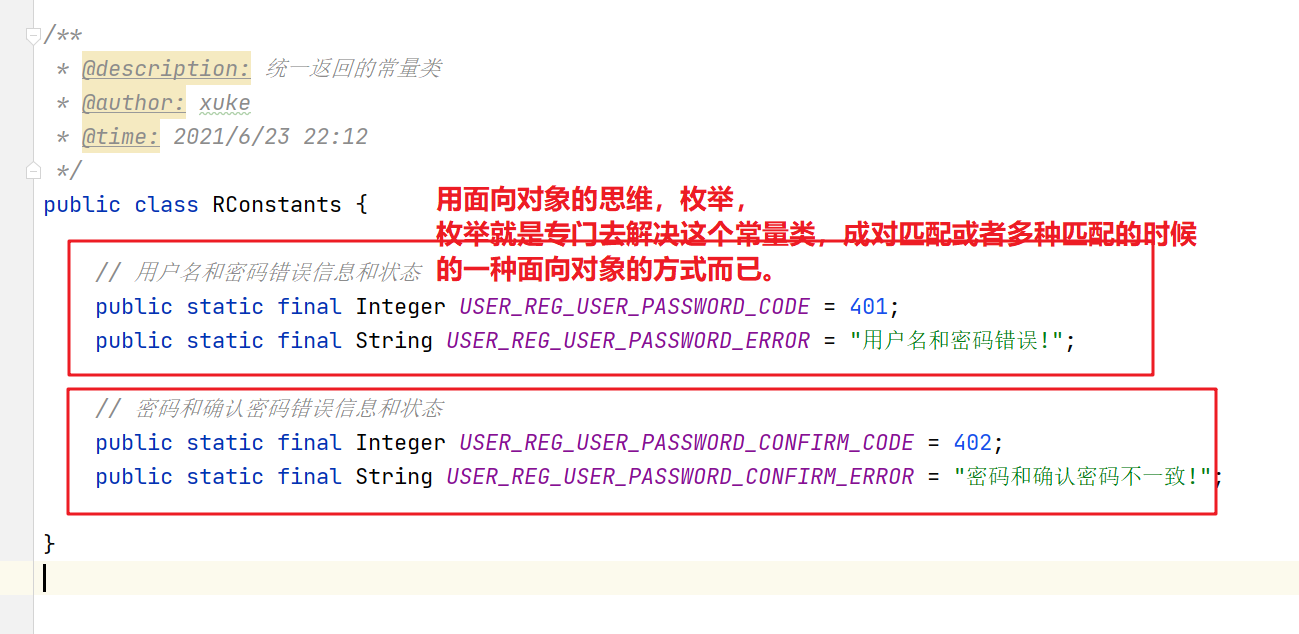 /**
* @description: 统一返回的常量类
* @author: xuke
* @time: 2021/6/23 22:12
*/
public class RConstants {
用面向对象的思维，枚举，
枚举就是专门去解决这个常量类，成对匹配或者多种匹配的时候
的一种面向对象的方式而已。
// 用户名和密码错误信息和状态
public static final Integer USER_REG_USER_PASSWORD_CODE = 401;
public static final String USER_REG_USER_PASSWORD_ERROR = "用户名和密码错误!";
// 密码和确认密码错误信息和状态
public static final Integer USER_REG_USER_PASSWORD_CONFIRM_CODE = 402;
public static final String USER_REG_USER_PASSWORD_CONFIRM_ERROR = "密码和确认密码不一致!";
}